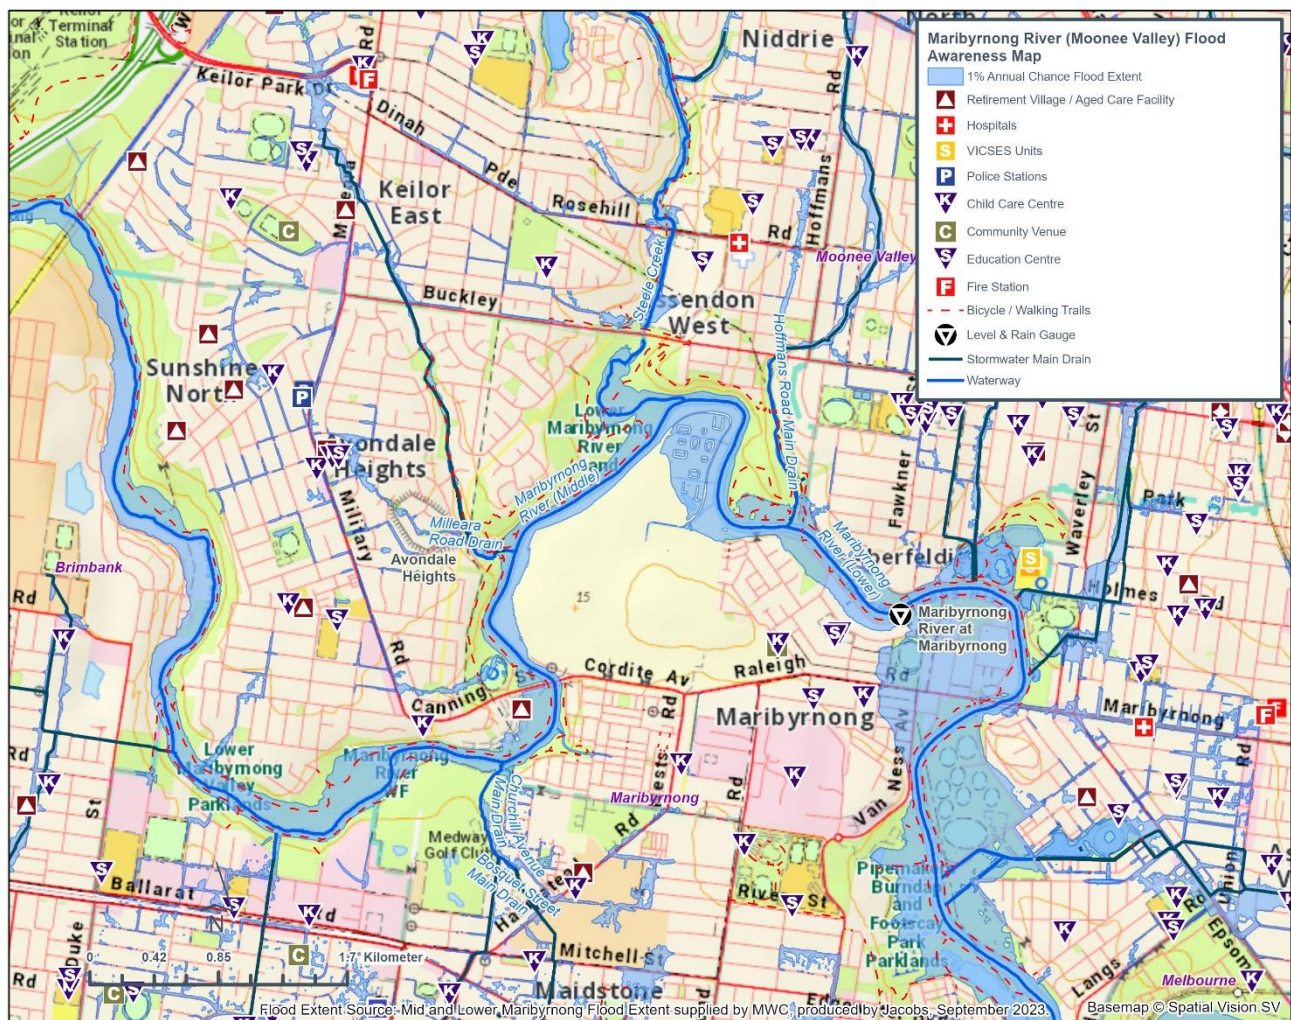 Maribyrnong River (Moonee Valley) Flood
Awareness Map
1% Annual Chance Flood Extent
Retirement Village / Aged Care Facility
Hospitals
VICSES Units
Police Stations
Child Care Centre
Community Venue
Education Centre
Fire Station
Bicycle / Walking Trails
Level & Rain Gauge
Stormwater Main Drain
Waterway
Terminal
Station
Keilor Park Dr
Niddrie
Dinah
Pde
Keilor
East
Rosehill
Rd
Hoffmans
Rd
Moonee Valley
Steele Creek
Buckley
West
Hoffmans Road Main Drain
Sunshine
Lower
Maribyrnong
River
Maribyrnong
River (Middle)
Heights
Military
Rd
Milleara
Road Drain
Avondale
Heights
15
Maribyrnong
River (Lower)
Fawkner
Waverley
St
Park
Brimbank
Rd
Holmes
Rd
Maribyrnong
River at
Maribyrnong
Canning
St
Cordite Av
Raleigh
Rd
Maribyrnong
Maribyrnong
Rd
Lower
Maribyrnong
Valley
Parklands
Maribyrnong
River
WF
Rd
St
Churchill Avenue
Main Drain
Maribyrnong
Rd
Rd
Van
Ness
Av
Medway
Golf Club
Bosquet Street
Main Drain
River St
Burndap
and
Footscray
Park
Parklands
Ballarat
Rd
Duke
N
0
0.42
0.85
1.7 Kilometer
Mitchell St
Maidstone
Union
Rd
Epsom
Langs
Melbourne
Flood Extent Source: Mid and Lower Maribyrnong Flood Extent supplied by MWC, produced by Jacobs, September 2023.
Basemap © Spatial Vision SV